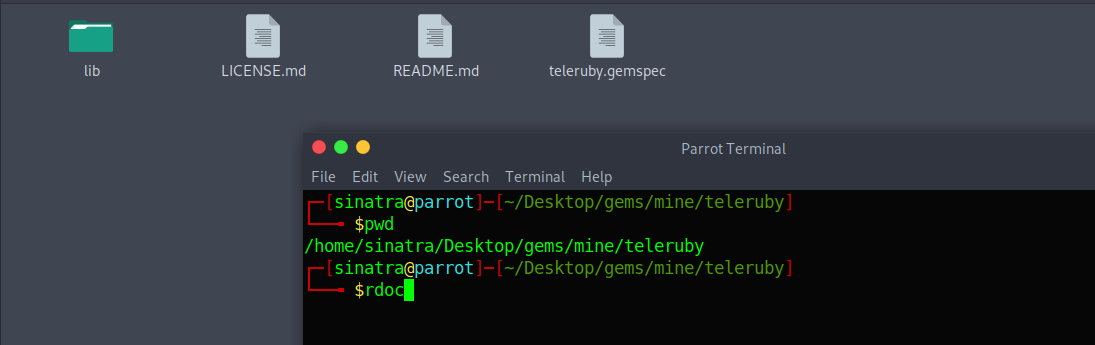 lib
LICENSE.md
README.md
teleruby.gemspec
Parrot Terminal
File Edit View Search Terminal Help
┌─[sinatra@parrot]─[~/Desktop/gems/mine/teleruby]
└──╼ $pwd
/home/sinatra/Desktop/gems/mine/teleruby
┌─[sinatra@parrot]─[~/Desktop/gems/mine/teleruby]
└──╼ $rdoc